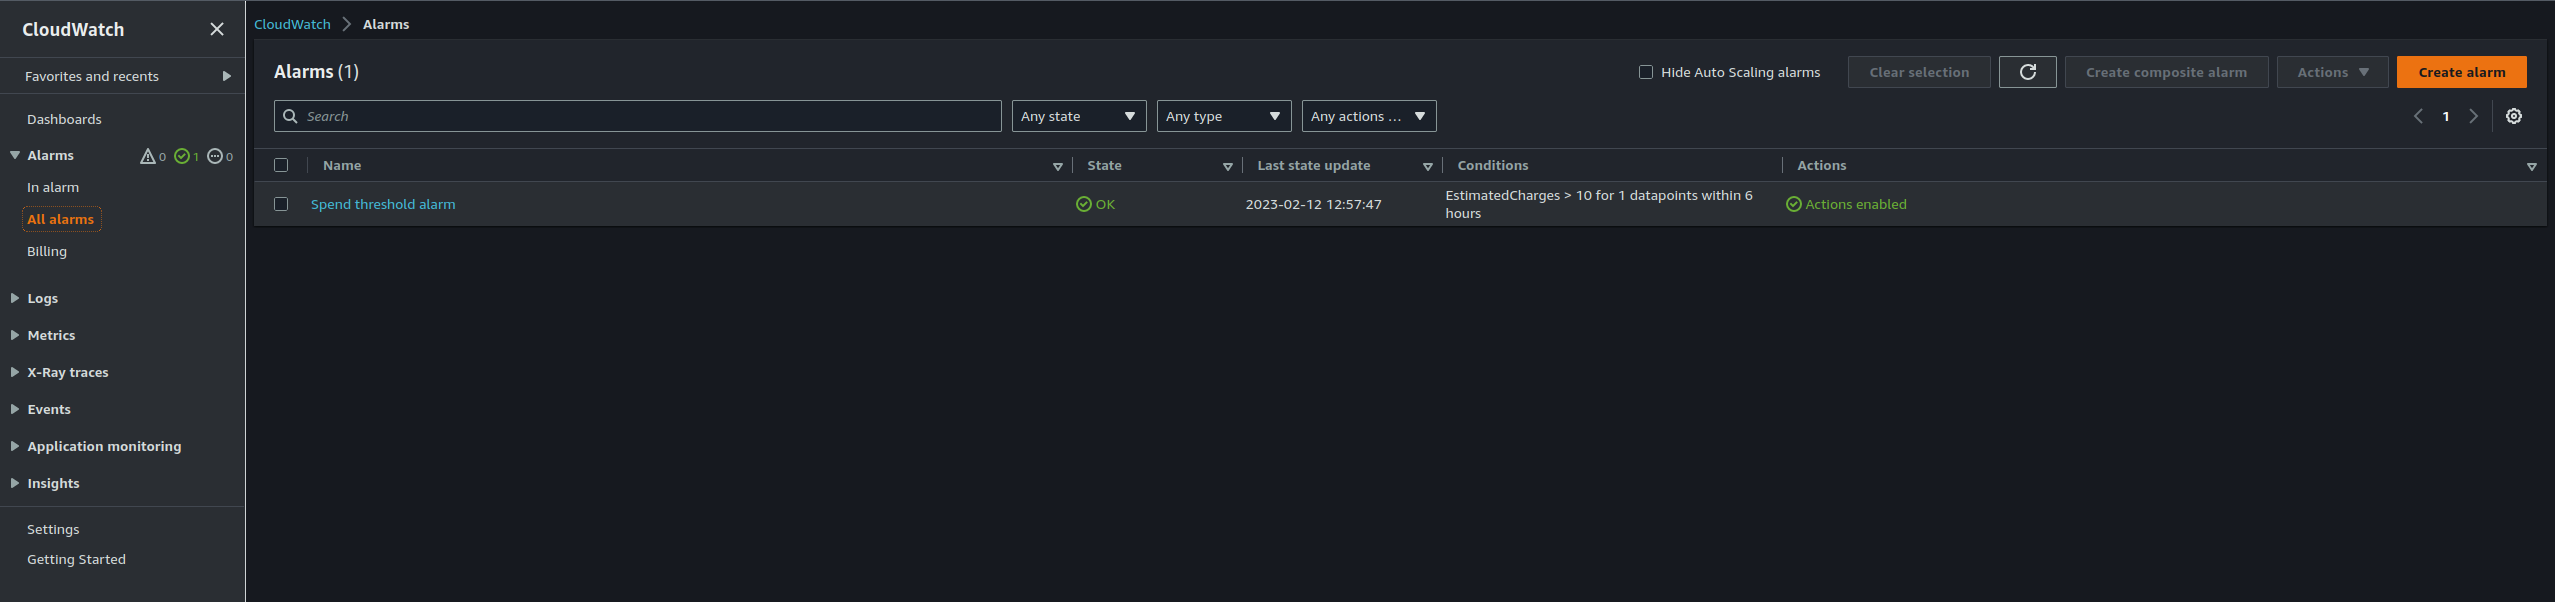 CloudWatch
Favorites and recents
Dashboards
Alarms 0 1 0
In alarm
All alarms
Billing
Logs
Metrics
X-Ray traces
Events
Application monitoring
Insights
Settings
Getting Started
CloudWatch Alarms
Alarms (1)
Hide Auto Scaling alarms Clear selection Create composite alarm Actions Create alarm
Search Any state Any type Any actions ... 1
Name State Last state update Conditions Actions
Spend threshold alarm OK 2023-02-12 12:57:47 EstimatedCharges > 10 for 1 datapoints within 6
hours
Actions enabled